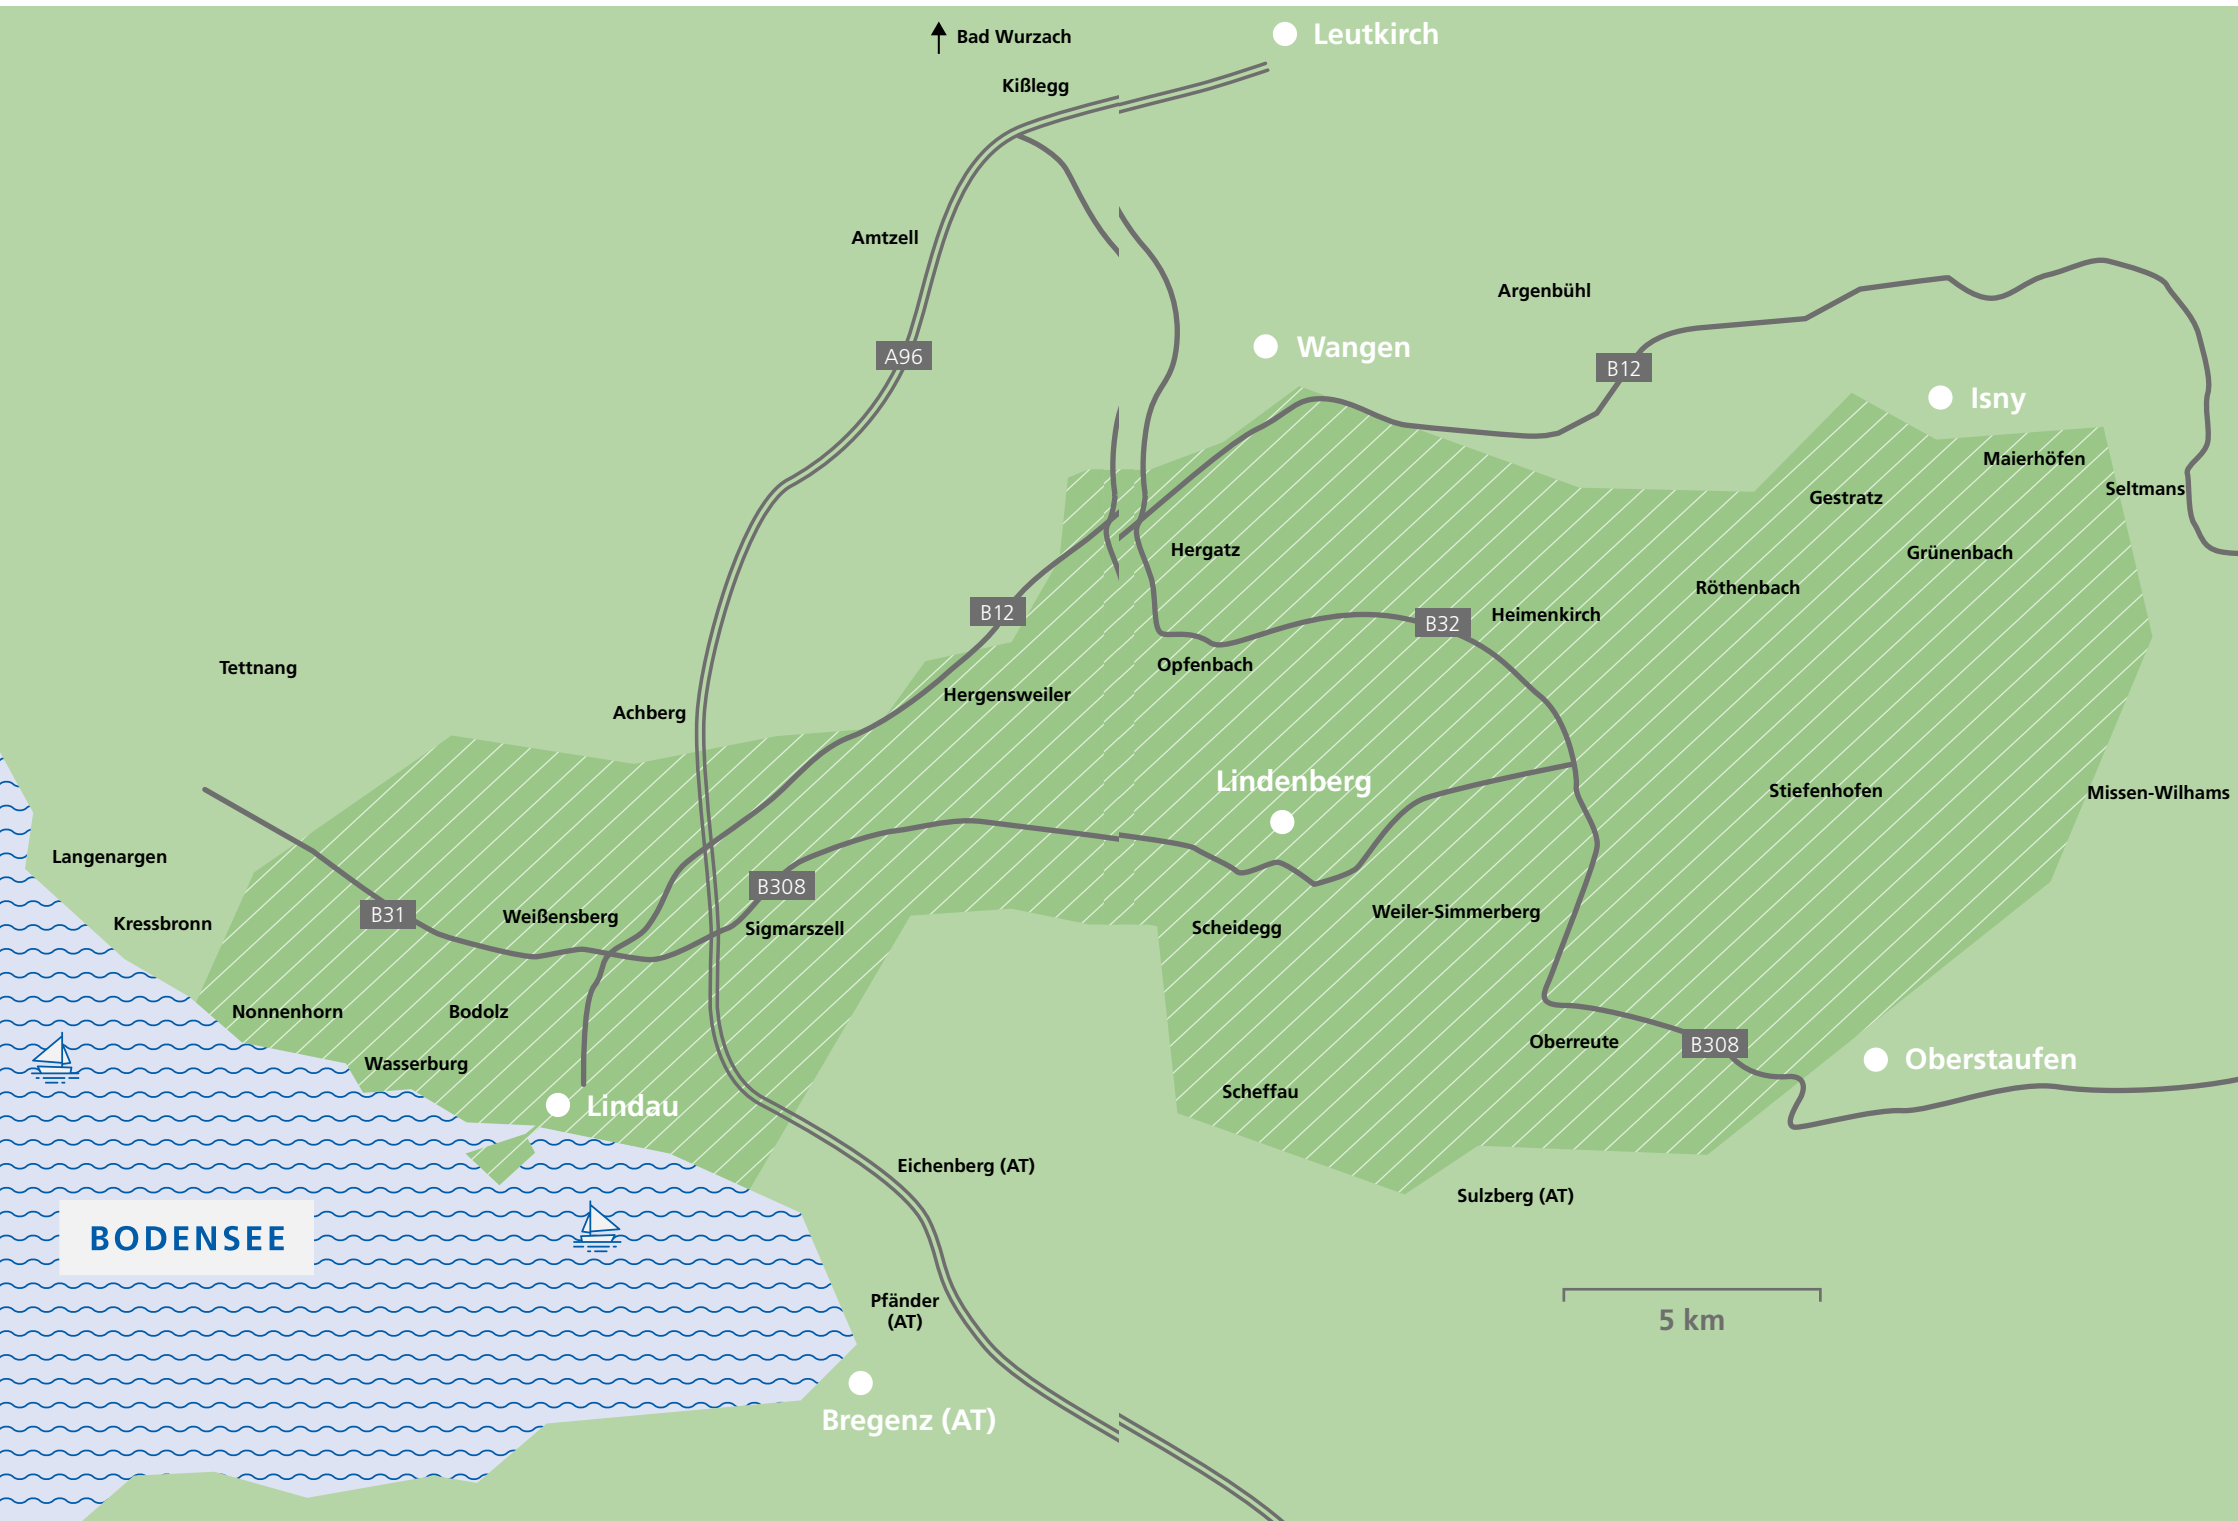 Leutkirch
Bad Wurzach
Kißlegg
Amtzell
Argenbühl
Wangen
A96
B12
Isny
Maierhöfen
Seltmans
Gestratz
Hergatz
Grünenbach
Röthenbach
B12
Heimenkirch
B32
Opfenbach
Tettnang
Hergensweiler
Achberg
Lindenberg
Stiefenhofen
Missen-Wilhams
Langenargen
B308
B31
Weißensberg
Weiler-Simmerberg
Kressbronn
Sigmarszell
Scheidegg
Nonnenhorn
Bodolz
Oberreute
B308
Oberstaufen
Wasserburg
Scheffau
Lindau
Eichenberg (AT)
Sulzberg (AT)
BODENSEE
Pfänder
(AT)
5 km
Bregenz (AT)